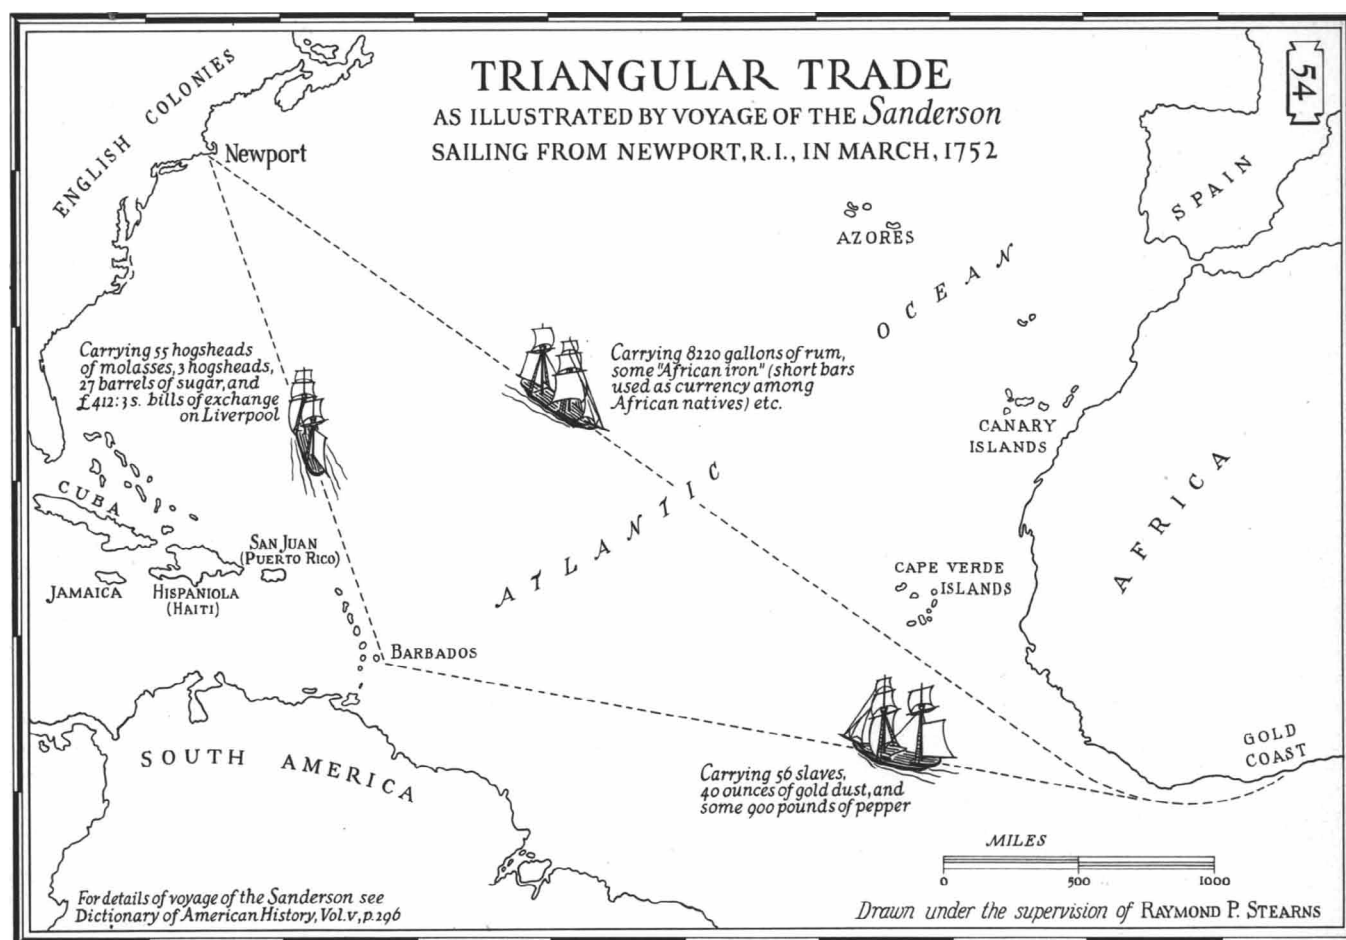 TRIANGULAR TRADE
AS ILLUSTRATED BY VOYAGE OF THE Sanderson
SAILING FROM NEWPORT, R.I., IN MARCH, 1752
54
ENGLISH COLONIES
Newport
SPAIN
AZORES
OCEAN
Carrying 55 hogsheads
of molasses, 3 hogsheads,
27 barrels of sugar, and
£412:3 s. bills of exchange
on Liverpool
Carrying 8220 gallons of rum,
some "African iron" (short bars
used as currency among
African natives) etc.
CANARY
ISLANDS
AFRICA
ATLANTIC
CUBA
SAN JUAN
(PUERTO RICO)
JAMAICA
HISPANIOLA
(HAITI)
CAPE VERDE
ISLANDS
BARBADOS
GOLD
COAST
SOUTH AMERICA
Carrying 56 slaves,
40 ounces of gold dust, and
some 900 pounds of pepper
MILES
0 500 1000
For details of voyage of the Sanderson see
Dictionary of American History, Vol. V, p. 296
Drawn under the supervision of RAYMOND P. STEARNS